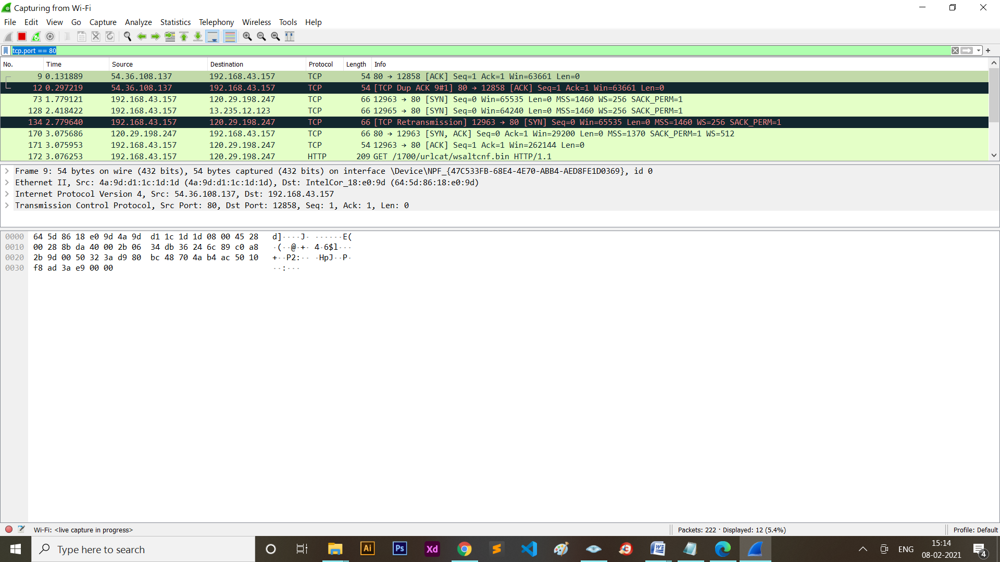 Capturing from Wi-Fi
File Edit View Go Capture Analyze Statistics Telephony Wireless Tools Help
tcp.port == 80
No. Time Source Destination Protocol Length Info
9 0.131889 54.36.108.137 192.168.43.157 TCP 54 80 → 12858 [ACK] Seq=1 Ack=1 Win=63661 Len=0
12 0.297219 54.36.108.137 192.168.43.157 TCP 54 [TCP Dup ACK 9#1] 80 → 12858 [ACK] Seq=1 Ack=1 Win=63661 Len=0
73 1.779121 192.168.43.157 120.29.198.247 TCP 66 12963 → 80 [SYN] Seq=0 Win=65535 Len=0 MSS=1460 WS=256 SACK_PERM=1
128 2.418422 192.168.43.157 13.235.12.123 TCP 66 12965 → 80 [SYN] Seq=0 Win=64240 Len=0 MSS=1460 WS=256 SACK_PERM=1
134 2.779640 192.168.43.157 120.29.198.247 TCP 66 [TCP Retransmission] 12963 → 80 [SYN] Seq=0 Win=65535 Len=0 MSS=1460 WS=256 SACK_PERM=1
170 3.075686 120.29.198.247 192.168.43.157 TCP 66 80 → 12963 [SYN, ACK] Seq=0 Ack=1 Win=29200 Len=0 MSS=1370 SACK_PERM=1 WS=512
171 3.075953 192.168.43.157 120.29.198.247 TCP 54 12963 → 80 [ACK] Seq=1 Ack=1 Win=262144 Len=0
172 3.076253 192.168.43.157 120.29.198.247 HTTP 209 GET /1700/urlcat/wsaltcnf.bin HTTP/1.1
Frame 9: 54 bytes on wire (432 bits), 54 bytes captured (432 bits) on interface \Device\NPF_{47C533FB-68E4-4E70-ABB4-AED8FE1D0369}, id 0
Ethernet II, Src: 4a:9d:d1:1c:1d:1d (4a:9d:d1:1c:1d:1d), Dst: IntelCor_18:e0:9d (64:5d:86:18:e0:9d)
Internet Protocol Version 4, Src: 54.36.108.137, Dst: 192.168.43.157
Transmission Control Protocol, Src Port: 80, Dst Port: 12858, Seq: 1, Ack: 1, Len: 0
0000 64 5d 86 18 e0 9d 4a 9d d1 1c 1d 1d 08 00 45 28 d]····J· ······E(
0010 00 28 8b da 40 00 2b 06 34 db 36 24 6c 89 c0 a8 ·(··@·+· 4·6$l···
0020 2b 9d 00 50 32 3a d9 80 bc 48 70 4a b4 ac 50 10 +··P2:·· ·HpJ··P·
0030 f8 ad 3a e9 00 00 ··:···
Wi-Fi: <live capture in progress> Packets: 222 · Displayed: 12 (5.4%) Profile: Default
Type here to search
Ai Ps Xd
ENG 15:14
08-02-2021 4